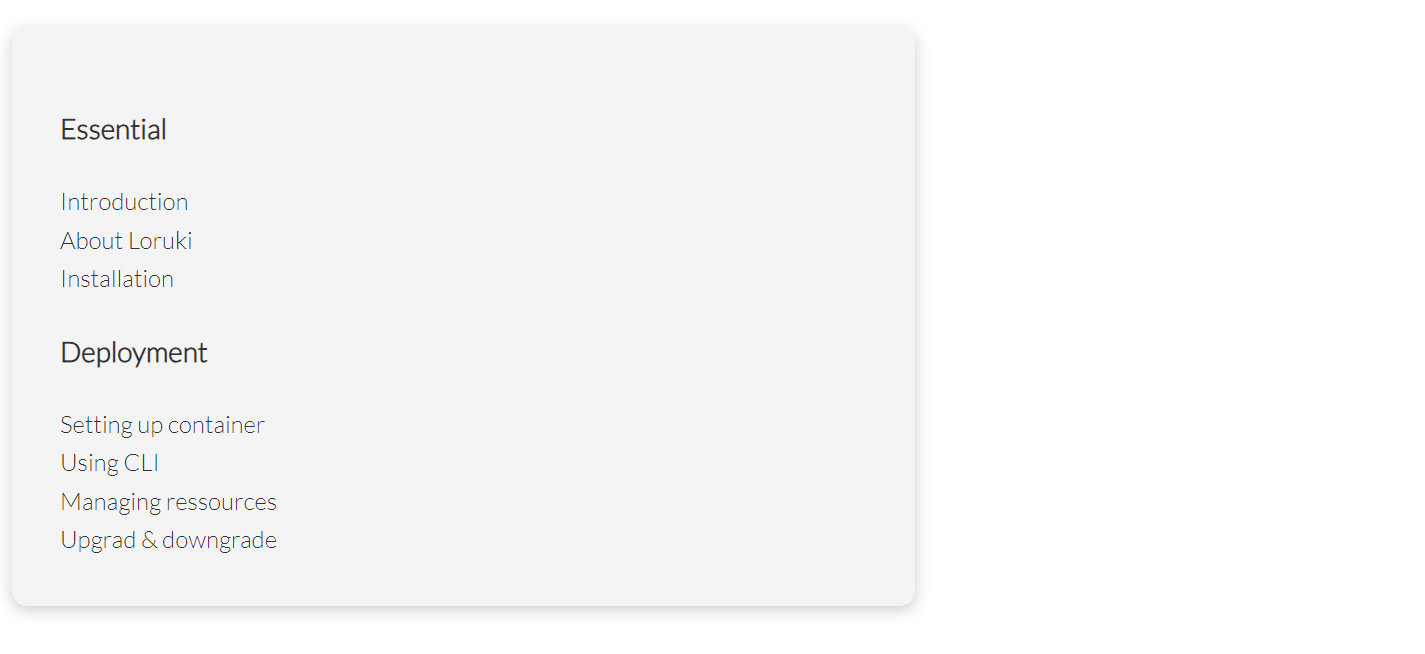 Essential
Introduction
About Loruki
Installation
Deployment
Setting up container
Using CLI
Managing ressources
Upgrad & downgrade